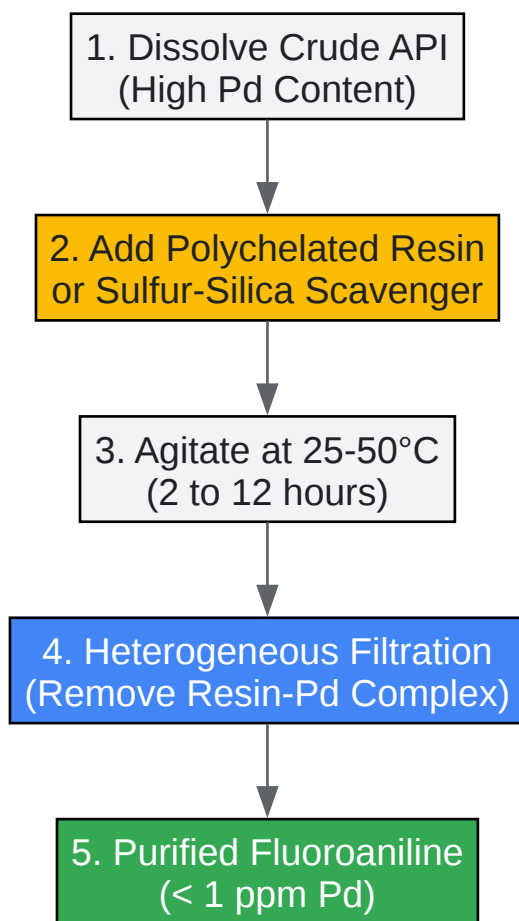 1. Dissolve Crude API
(High Pd Content)
2. Add Polychelated Resin
or Sulfur-Silica Scavenger
3. Agitate at 25-50°C
(2 to 12 hours)
4. Heterogeneous Filtration
(Remove Resin-Pd Complex)
5. Purified Fluoroaniline
(< 1 ppm Pd)